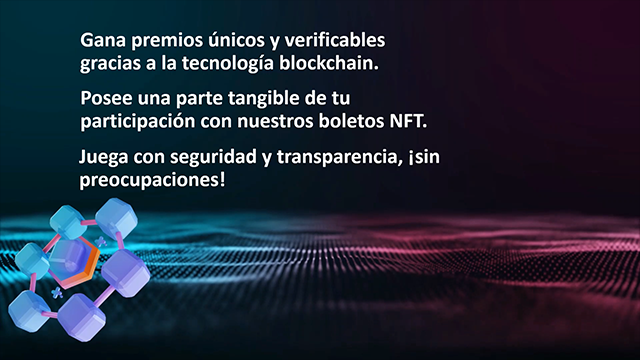 Gana premios únicos y verificables
gracias a la tecnología blockchain.
Posee una parte tangible de tu
participación con nuestros boletos NFT.
Juega con seguridad y transparencia, ¡sin
preocupaciones!